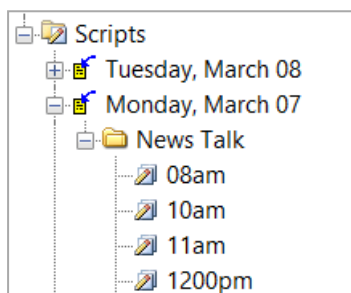 Scripts
Tuesday, March 08
Monday, March 07
News Talk
08am
10am
11am
1200pm